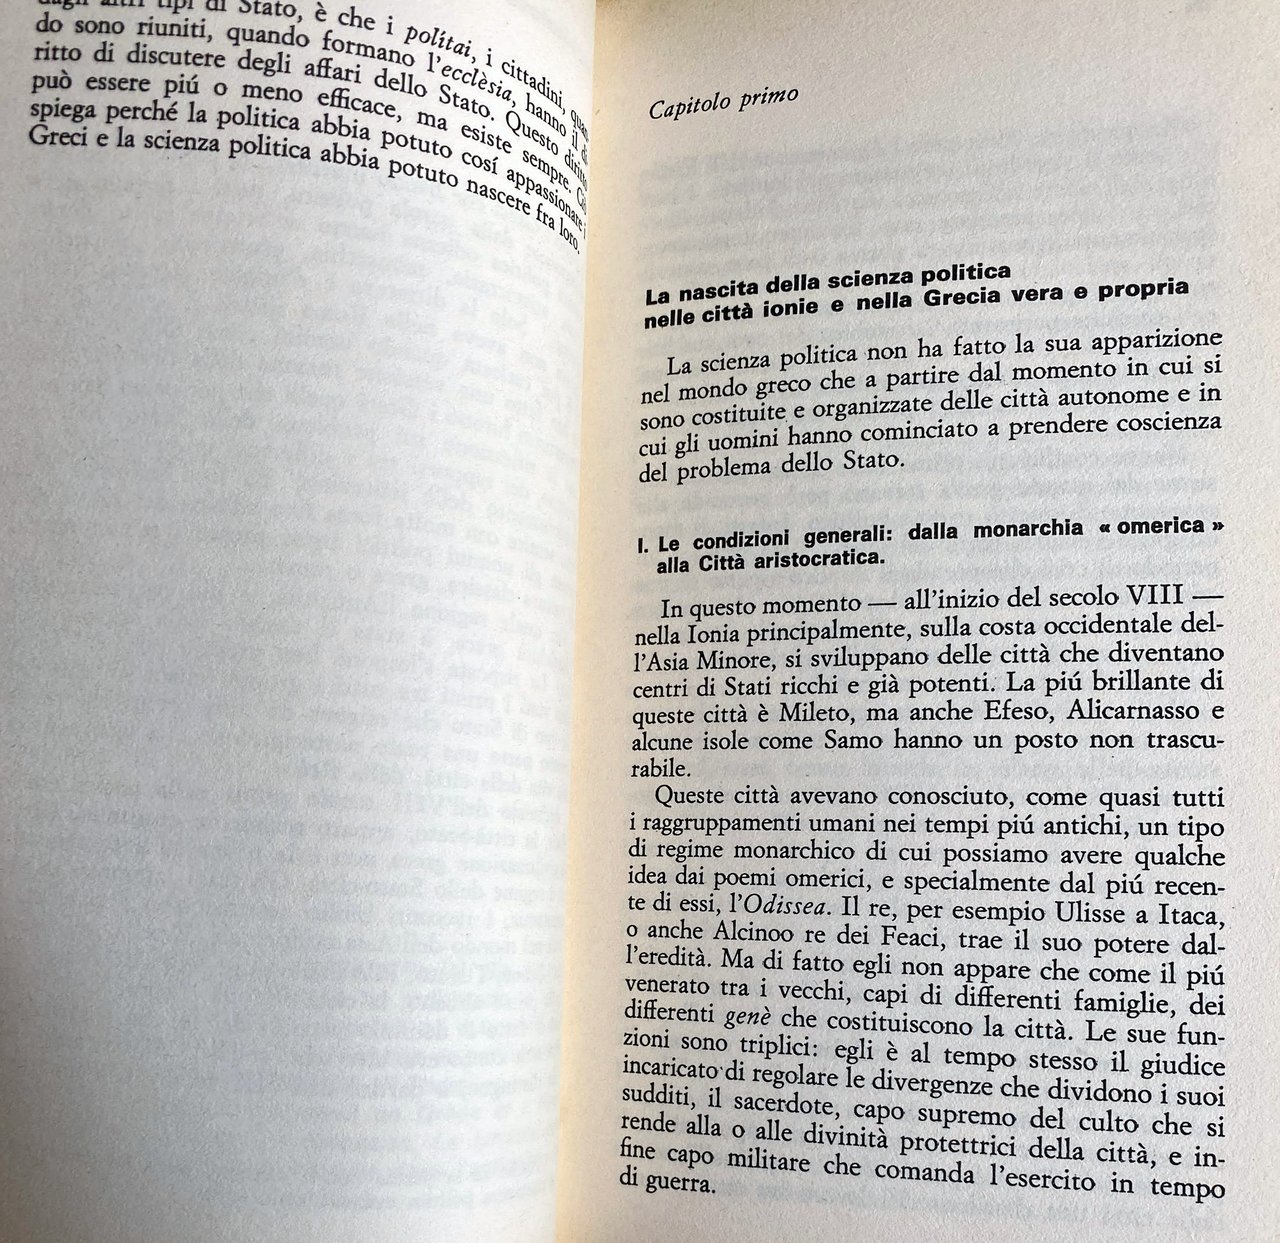 dagli altri tipi di Stato, è che i polítai, i cittadini, quan-
do sono riuniti, quando formano l'ecclèsia, hanno il di-
ritto di discutere degli affari dello Stato. Questo diritto
può essere piú o meno efficace, ma esiste sempre. Ciò
spiega perché la politica abbia potuto cosí appassionare i
Greci e la scienza politica abbia potuto nascere fra loro.
Capitolo primo
La nascita della scienza politica
nelle città ionie e nella Grecia vera e propria
La scienza politica non ha fatto la sua apparizione
nel mondo greco che a partire dal momento in cui si
sono costituite e organizzate delle città autonome e in
cui gli uomini hanno cominciato a prendere coscienza
del problema dello Stato.
I. Le condizioni generali: dalla monarchia « omerica »
alla Città aristocratica.
In questo momento — all'inizio del secolo VIII —
nella Ionia principalmente, sulla costa occidentale del-
l'Asia Minore, si sviluppano delle città che diventano
centri di Stati ricchi e già potenti. La piú brillante di
queste città è Mileto, ma anche Efeso, Alicarnasso e
alcune isole come Samo hanno un posto non trascu-
rabile.
Queste città avevano conosciuto, come quasi tutti
i raggruppamenti umani nei tempi piú antichi, un tipo
di regime monarchico di cui possiamo avere qualche
idea dai poemi omerici, e specialmente dal piú recen-
te di essi, l'Odissea. Il re, per esempio Ulisse a Itaca,
o anche Alcinoo re dei Feaci, trae il suo potere dal-
l'eredità. Ma di fatto egli non appare che come il piú
venerato tra i vecchi, capi di differenti famiglie, dei
differenti genè che costituiscono la città. Le sue fun-
zioni sono triplici: egli è al tempo stesso il giudice
incaricato di regolare le divergenze che dividono i suoi
sudditi, il sacerdote, capo supremo del culto che si
rende alla o alle divinità protettrici della città, e in-
fine capo militare che comanda l'esercito in tempo
di guerra.